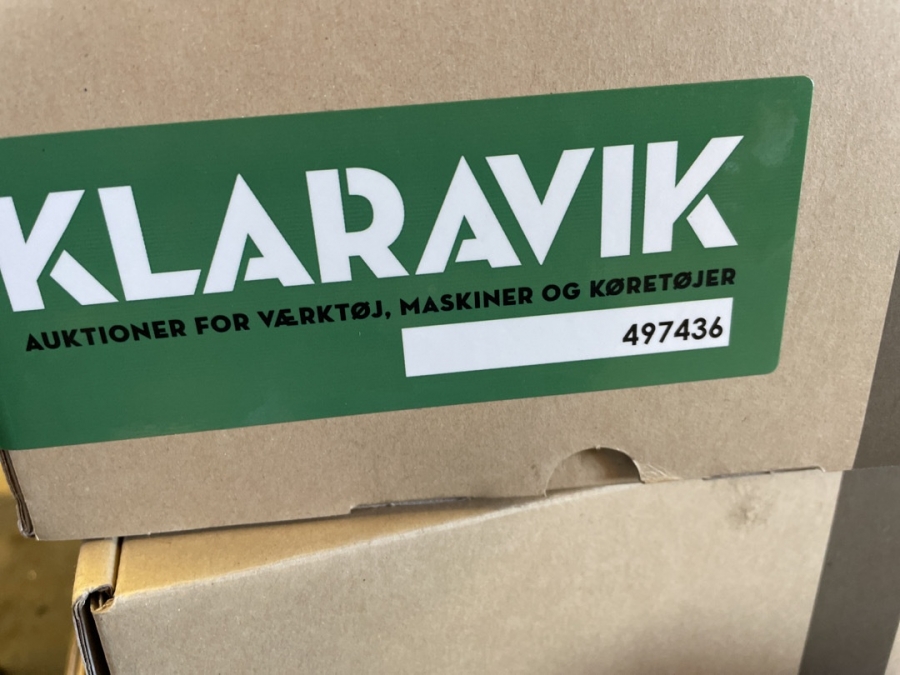 KLARAVIK
AUKTIONER FOR VÆRKTØJ, MASKINER OG KØRETØJER
497436